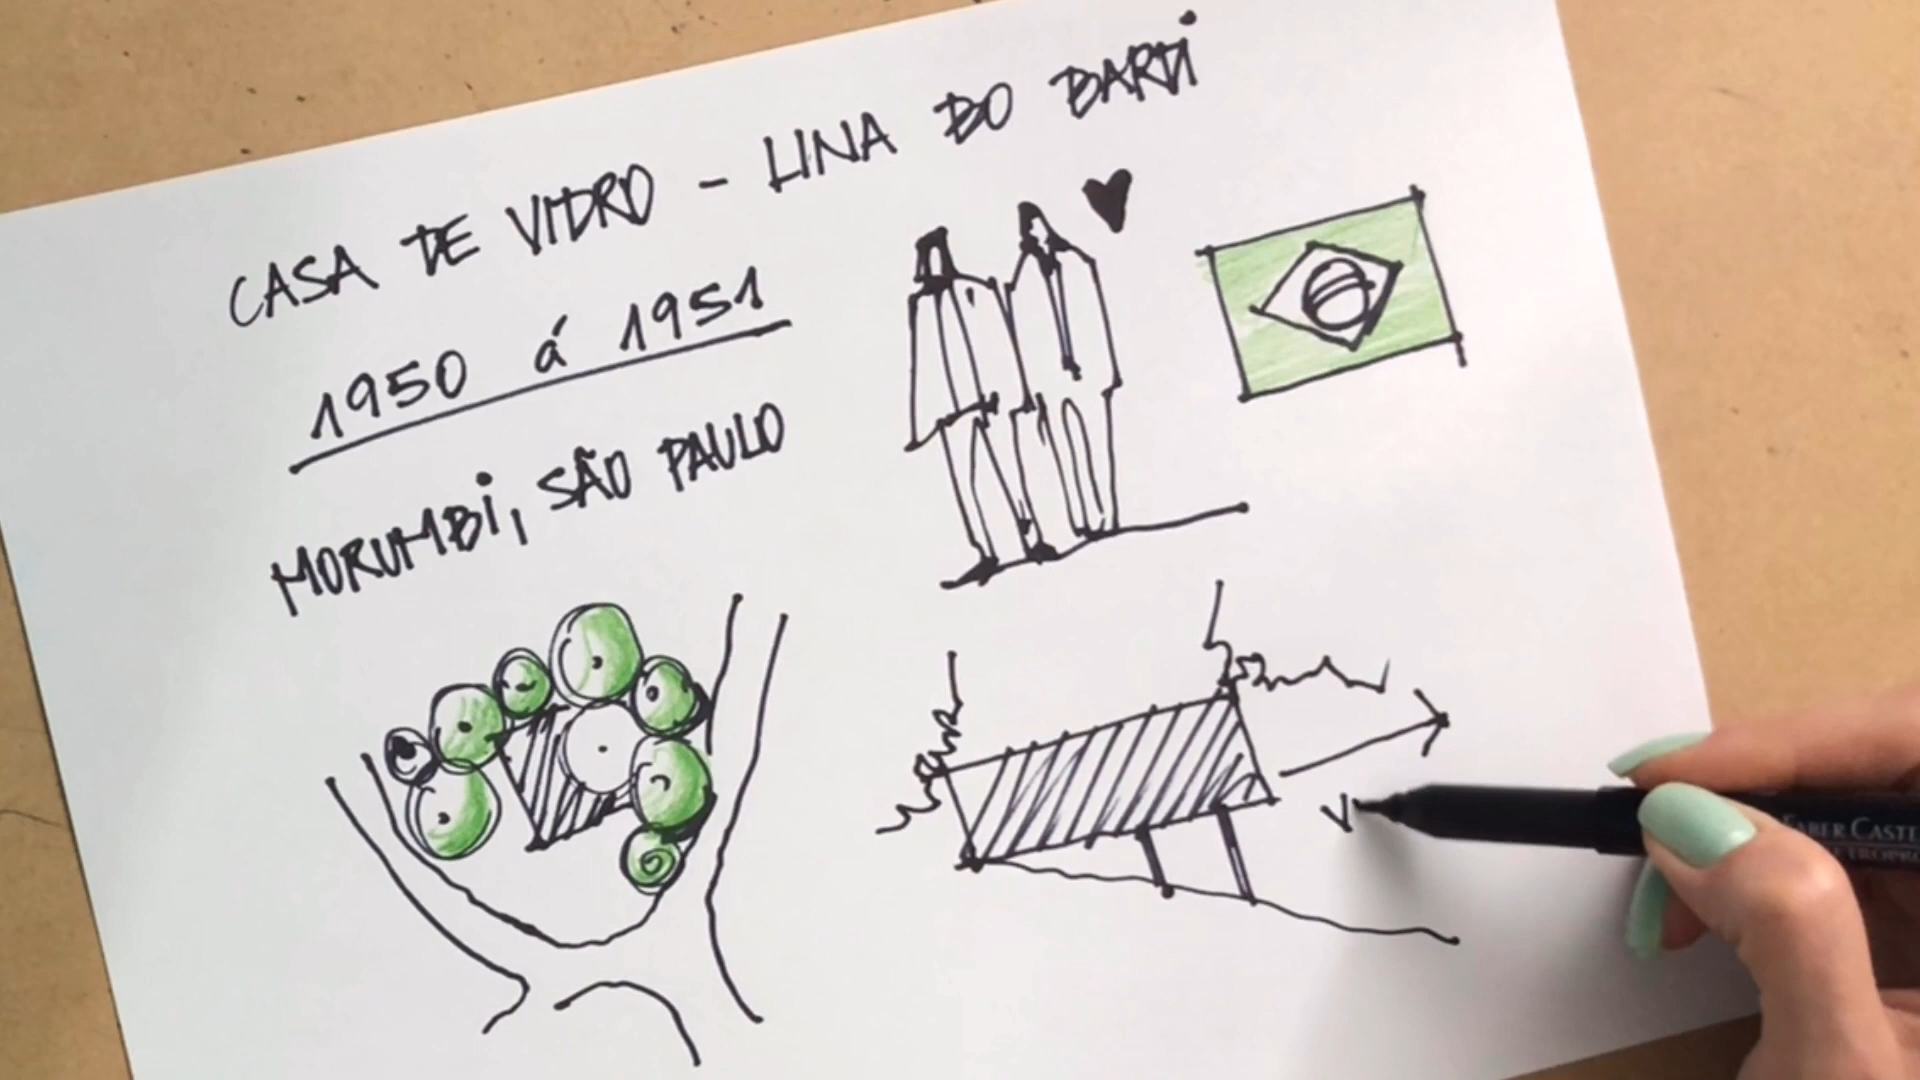 CASA DE VIDRO - LINA BO BARDI
1950 á 1951
MORUMBI, SÃO PAULO
V
FABER CASTE